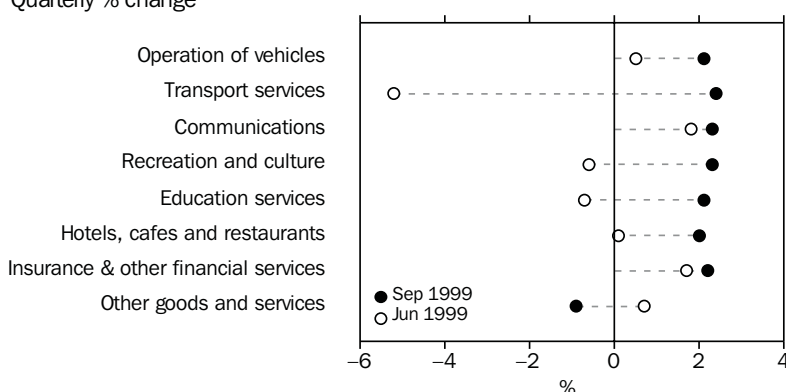 Quarterly % change
Operation of vehicles
Transport services
Communications
Recreation and culture
Education services
Hotels, cafes and restaurants
Insurance & other financial services
Other goods and services
Sep 1999
Jun 1999
–6 –4 –2 0 2 4
%